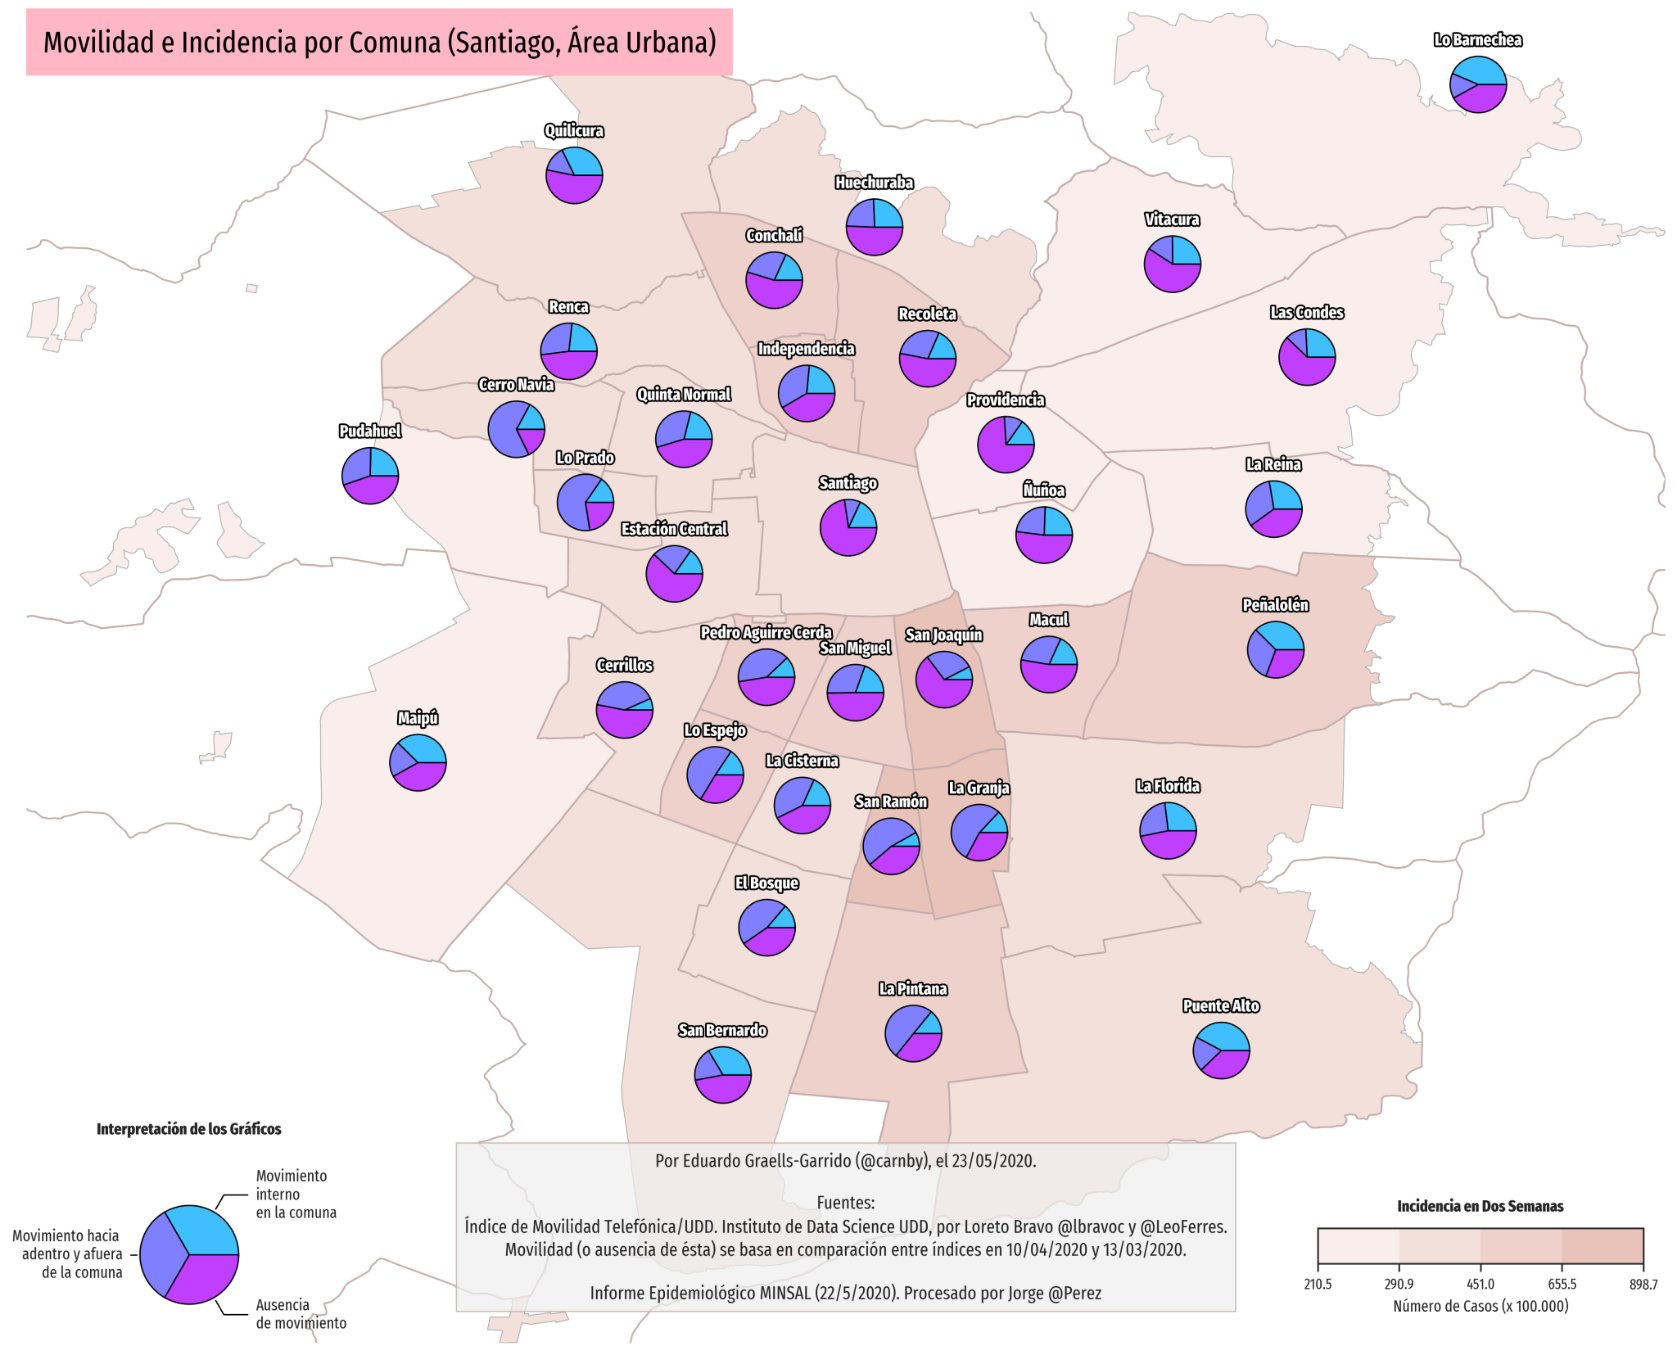 Movilidad e Incidencia por Comuna (Santiago, Área Urbana)
Lo Barnechea
Quilicura
Huechuraba
Vitacura
Conchalí
Renca
Recoleta
Las Condes
Independencia
Cerro Navia
Quinta Normal
Providencia
Pudahuel
Lo Prado
La Reina
Santiago
Ñuñoa
Estación Central
Peñalolén
Macul
Pedro Aguirre Cerda
San Joaquín
San Miguel
Cerrillos
Maipú
Lo Espejo
La Cisterna
La Granja
La Florida
San Ramón
El Bosque
La Pintana
Puente Alto
San Bernardo
Interpretación de los Gráficos
Movimiento
interno
en la comuna
Movimiento hacia
adentro y afuera
de la comuna
Ausencia
de movimiento
Por Eduardo Graells-Garrido (@carnby), el 23/05/2020.
Fuentes:
Índice de Movilidad Telefónica/UDD. Instituto de Data Science UDD, por Loreto Bravo @lbravoc y @LeoFerres.
Movilidad (o ausencia de ésta) se basa en comparación entre índices en 10/04/2020 y 13/03/2020.
Informe Epidemiológico MINSAL (22/5/2020). Procesado por Jorge @Perez
Incidencia en Dos Semanas
210.5 290.9 451.0 655.5 898.7
Número de Casos (x 100.000)